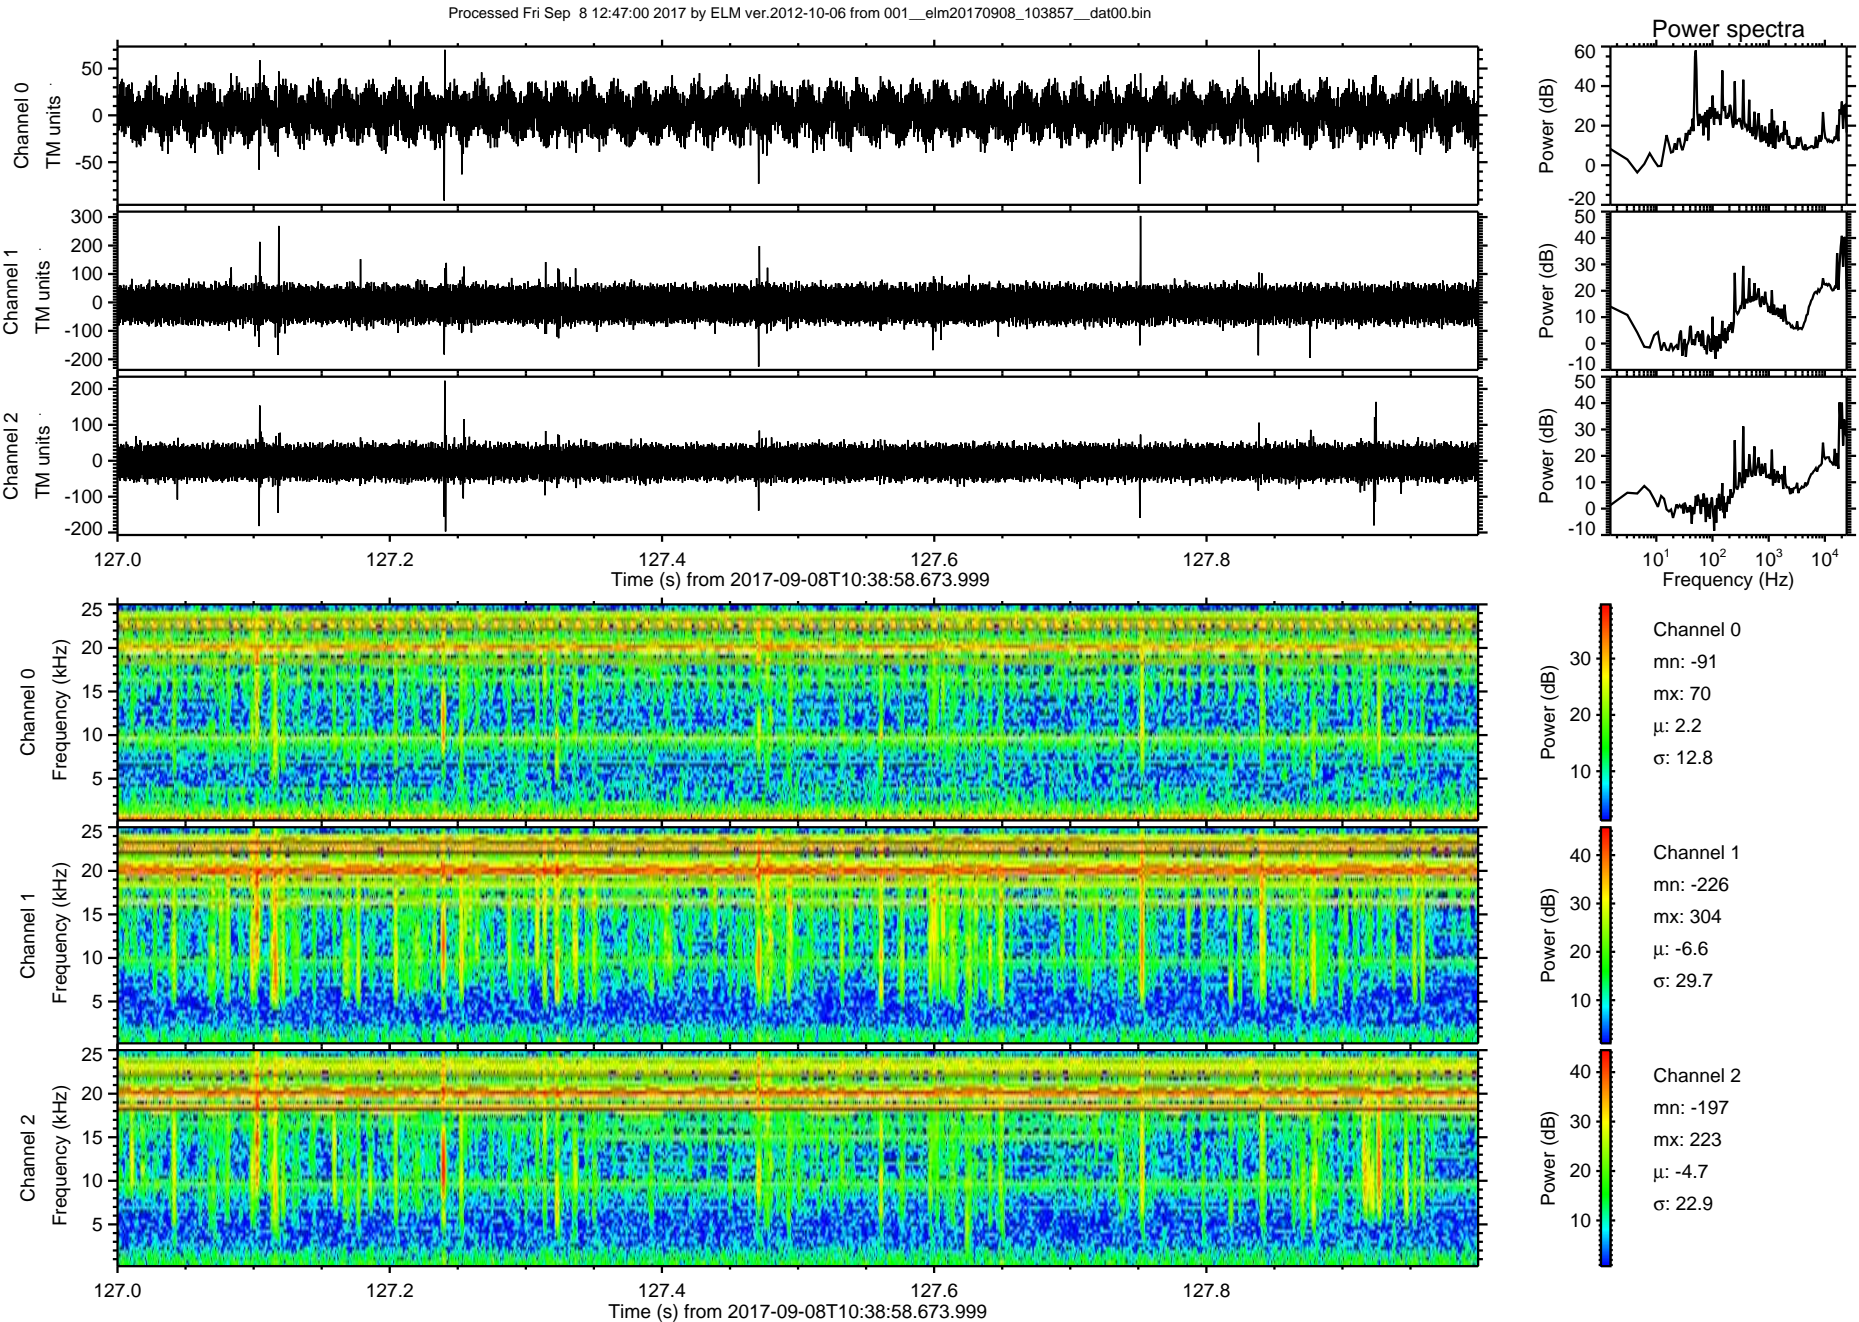 Processed Fri Sep  8 12:47:00 2017 by ELM ver.2012-10-06 from 001__elm20170908_103857__dat00.bin
Power spectra
Channel 0
TM units
50
0
-50
Power (dB)
60
40
20
0
-20
Channel 1
TM units
300
200
100
0
-100
-200
Power (dB)
50
40
30
20
10
0
-10
Channel 2
TM units
200
100
0
-100
-200
Power (dB)
50
40
30
20
10
0
-10
127.0 127.2 127.4 127.6 127.8
Time (s) from 2017-09-08T10:38:58.673.999
10¹ 10² 10³ 10⁴
Frequency (Hz)
Channel 0
Frequency (kHz)
25
20
15
10
5
Power (dB)
30
20
10
Channel 0
mn: -91
mx: 70
μ: 2.2
σ: 12.8
Channel 1
Frequency (kHz)
25
20
15
10
5
Power (dB)
40
30
20
10
Channel 1
mn: -226
mx: 304
μ: -6.6
σ: 29.7
Channel 2
Frequency (kHz)
25
20
15
10
5
Power (dB)
40
30
20
10
Channel 2
mn: -197
mx: 223
μ: -4.7
σ: 22.9
127.0 127.2 127.4 127.6 127.8
Time (s) from 2017-09-08T10:38:58.673.999